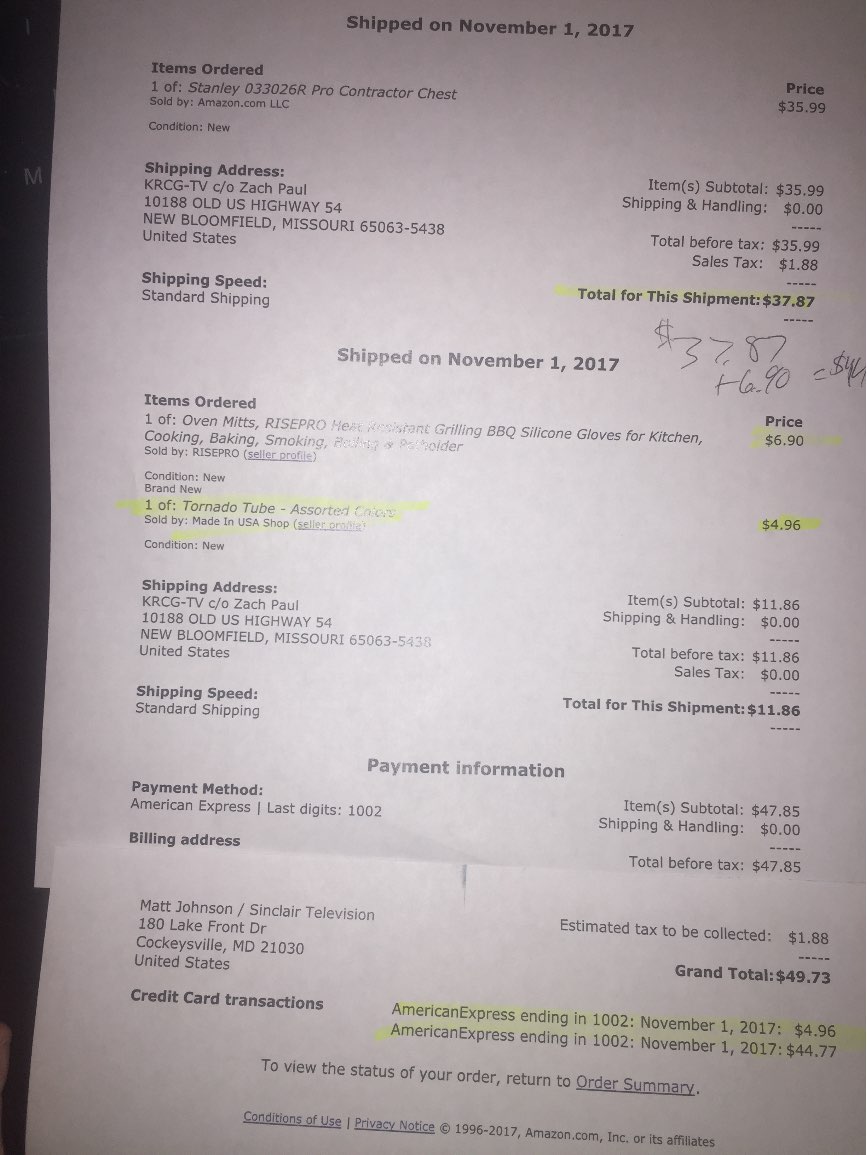 Shipped on November 1, 2017
Items Ordered
Price
1 of: Stanley 033026R Pro Contractor Chest
$35.99
Sold by: Amazon.com LLC
Condition: New
Shipping Address:
KRCG-TV c/o Zach Paul
10188 OLD US HIGHWAY 54
NEW BLOOMFIELD, MISSOURI 65063-5438
United States
Item(s) Subtotal: $35.99
Shipping & Handling: $0.00
-----
Total before tax: $35.99
Sales Tax: $1.88
-----
Shipping Speed:
Standard Shipping
Total for This Shipment: $37.87
-----
$37.87
+6.90 = $44
Shipped on November 1, 2017
Items Ordered
Price
1 of: Oven Mitts, RISEPRO Heat Resistant Grilling BBQ Silicone Gloves for Kitchen,
$6.90
Cooking, Baking, Smoking, Potholder
Sold by: RISEPRO (seller profile)
Condition: New
Brand New
1 of: Tornado Tube - Assorted Colors
$4.96
Sold by: Made In USA Shop (seller profile)
Condition: New
Shipping Address:
KRCG-TV c/o Zach Paul
10188 OLD US HIGHWAY 54
NEW BLOOMFIELD, MISSOURI 65063-5438
United States
Item(s) Subtotal: $11.86
Shipping & Handling: $0.00
-----
Total before tax: $11.86
Sales Tax: $0.00
-----
Shipping Speed:
Standard Shipping
Total for This Shipment: $11.86
-----
Payment information
Payment Method:
American Express | Last digits: 1002
Item(s) Subtotal: $47.85
Shipping & Handling: $0.00
-----
Billing address
Total before tax: $47.85
Matt Johnson / Sinclair Television
180 Lake Front Dr
Cockeysville, MD 21030
United States
Estimated tax to be collected: $1.88
-----
Grand Total: $49.73
Credit Card transactions
AmericanExpress ending in 1002: November 1, 2017: $4.96
AmericanExpress ending in 1002: November 1, 2017: $44.77
To view the status of your order, return to Order Summary.
Conditions of Use | Privacy Notice © 1996-2017, Amazon.com, Inc. or its affiliates